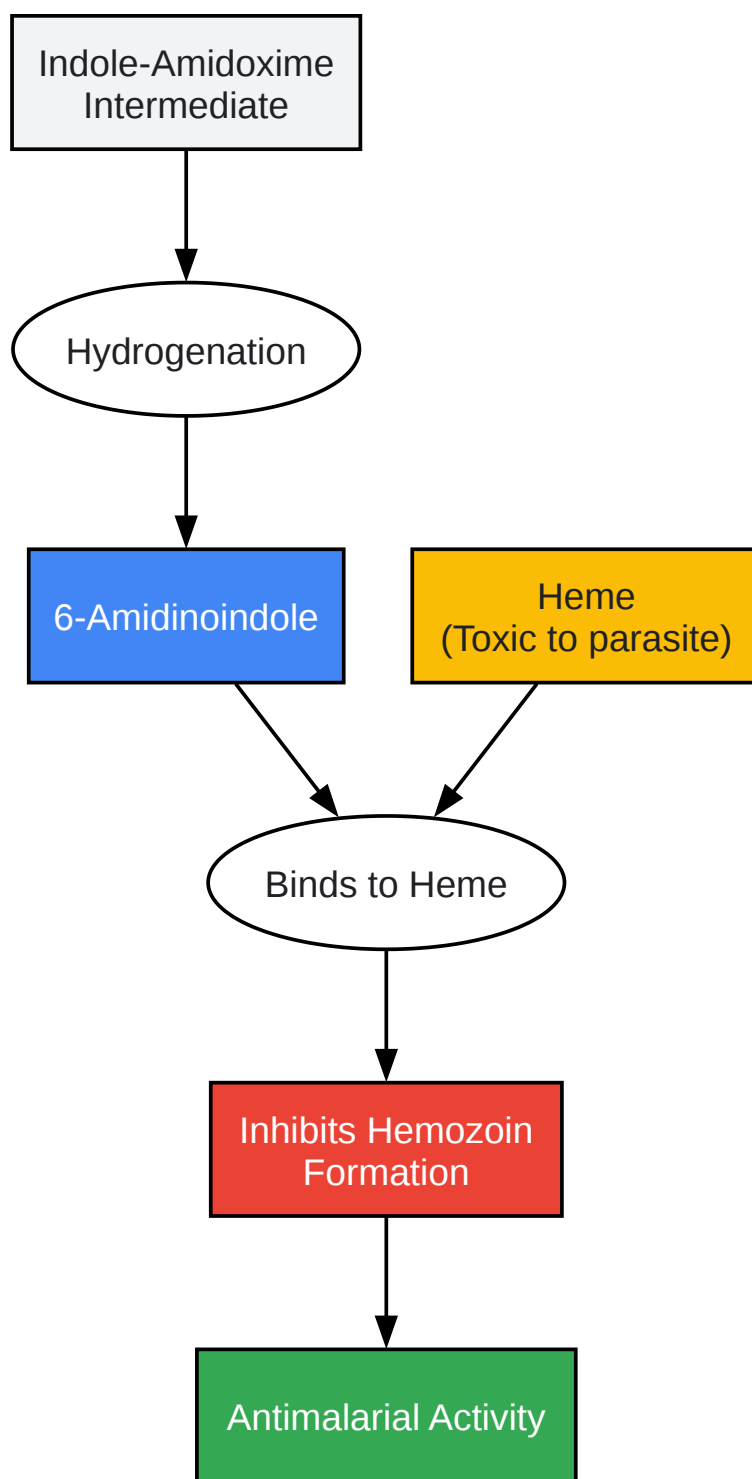 Indole-Amidoxime
Intermediate
Hydrogenation
6-Amidinoindole
Heme
(Toxic to parasite)
Binds to Heme
Inhibits Hemozoin
Formation
Antimalarial Activity